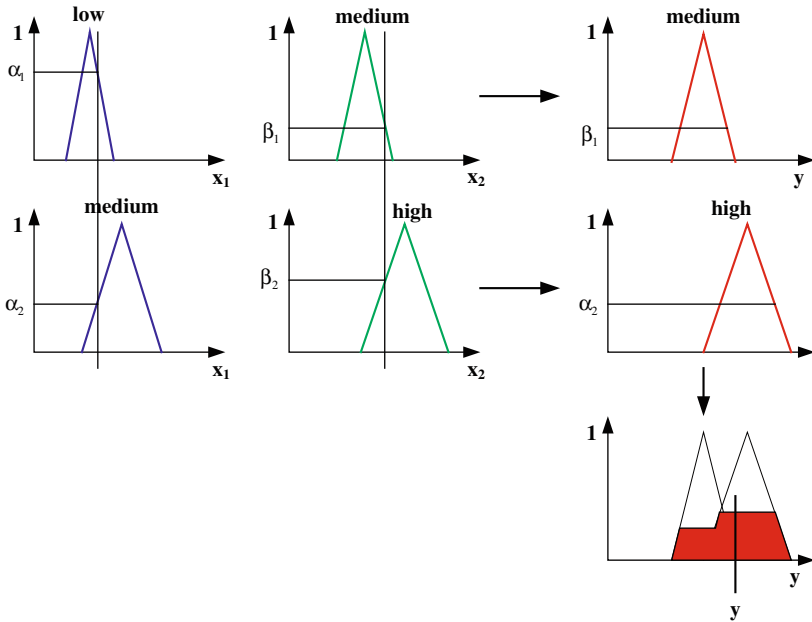 low
1
α₁
x₁
medium
1
β₁
x₂
medium
1
β₁
y
medium
1
α₂
x₁
high
1
β₂
x₂
high
1
α₂
1
y
y